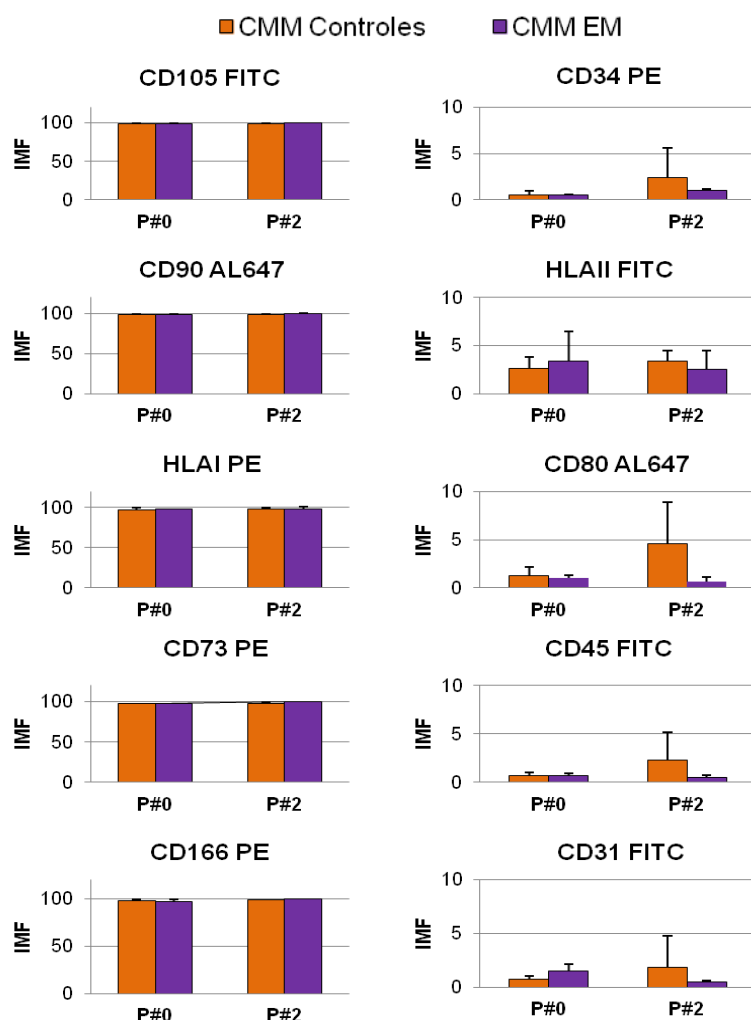 CMM Controles CMM EM
CD105 FITC
IMF
100
50
0
P#0 P#2
CD34 PE
IMF
10
5
0
P#0 P#2
CD90 AL647
IMF
100
50
0
P#0 P#2
HLAII FITC
IMF
10
5
0
P#0 P#2
HLAI PE
IMF
100
50
0
P#0 P#2
CD80 AL647
IMF
10
5
0
P#0 P#2
CD73 PE
IMF
100
50
0
P#0 P#2
CD45 FITC
IMF
10
5
0
P#0 P#2
CD166 PE
IMF
100
50
0
P#0 P#2
CD31 FITC
IMF
10
5
0
P#0 P#2